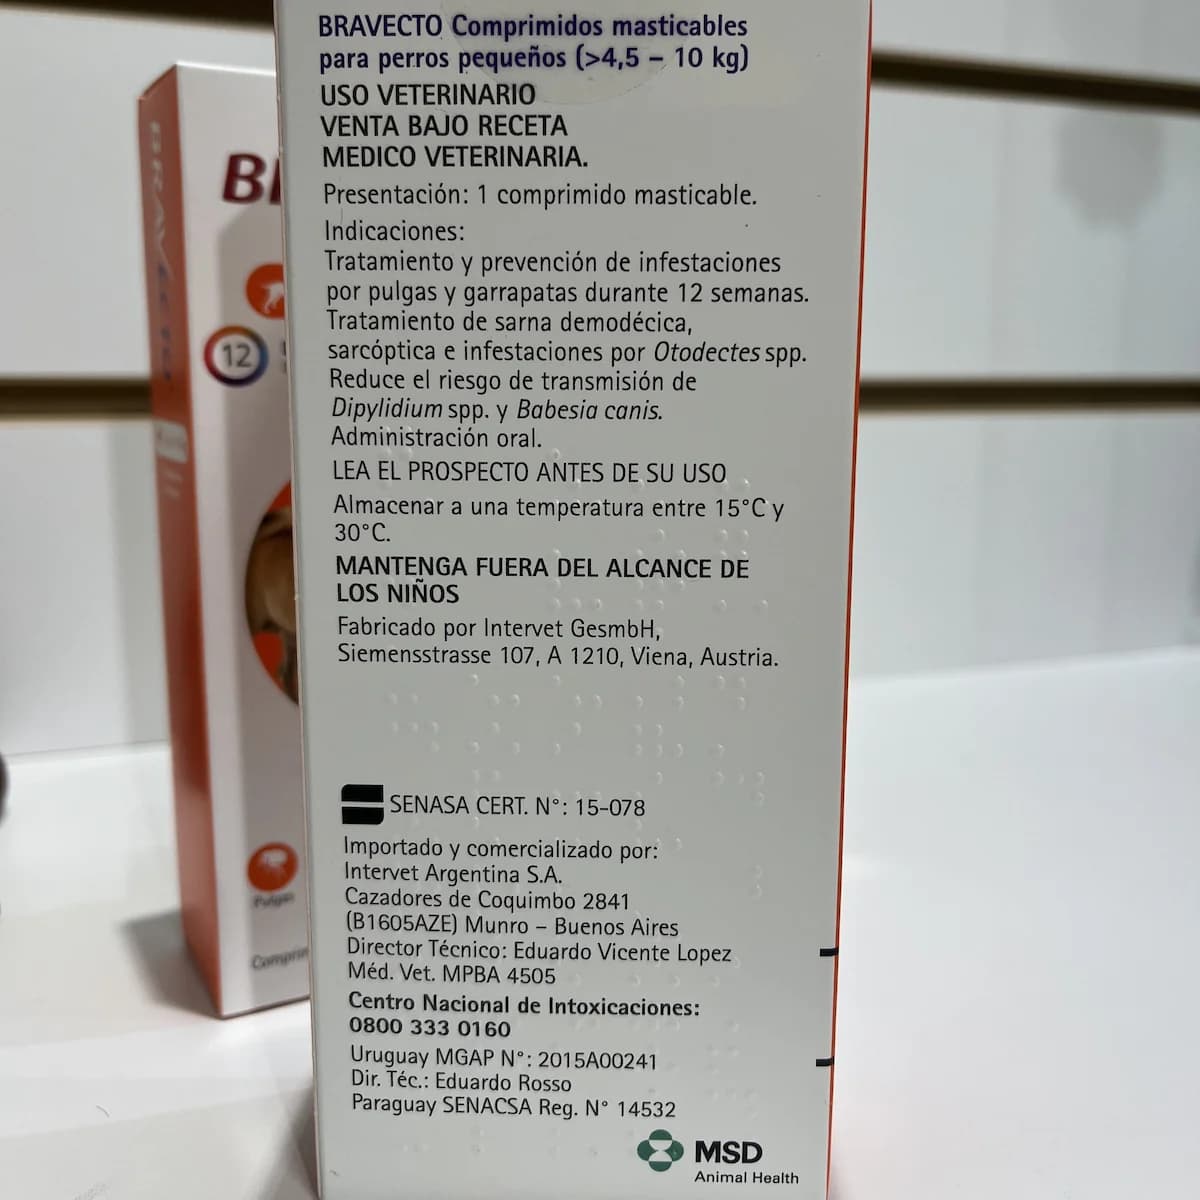 BRAVECTO Comprimidos masticables
para perros pequeños (>4,5 – 10 kg)
USO VETERINARIO
VENTA BAJO RECETA
MEDICO VETERINARIA.
Presentación: 1 comprimido masticable.
Indicaciones:
Tratamiento y prevención de infestaciones
por pulgas y garrapatas durante 12 semanas.
Tratamiento de sarna demodécica,
sarcóptica e infestaciones por Otodectes spp.
Reduce el riesgo de transmisión de
Dipylidium spp. y Babesia canis.
Administración oral.
LEA EL PROSPECTO ANTES DE SU USO
Almacenar a una temperatura entre 15°C y
30°C.
MANTENGA FUERA DEL ALCANCE DE
LOS NIÑOS
Fabricado por Intervet GesmbH,
Siemensstrasse 107, A 1210, Viena, Austria.
SENASA CERT. N°: 15-078
Importado y comercializado por:
Intervet Argentina S.A.
Cazadores de Coquimbo 2841
(B1605AZE) Munro – Buenos Aires
Director Técnico: Eduardo Vicente Lopez
Méd. Vet. MPBA 4505
Centro Nacional de Intoxicaciones:
0800 333 0160
Uruguay MGAP N°: 2015A00241
Dir. Téc.: Eduardo Rosso
Paraguay SENACSA Reg. N° 14532
MSD
Animal Health
BRAVECTO
12
Pulgas